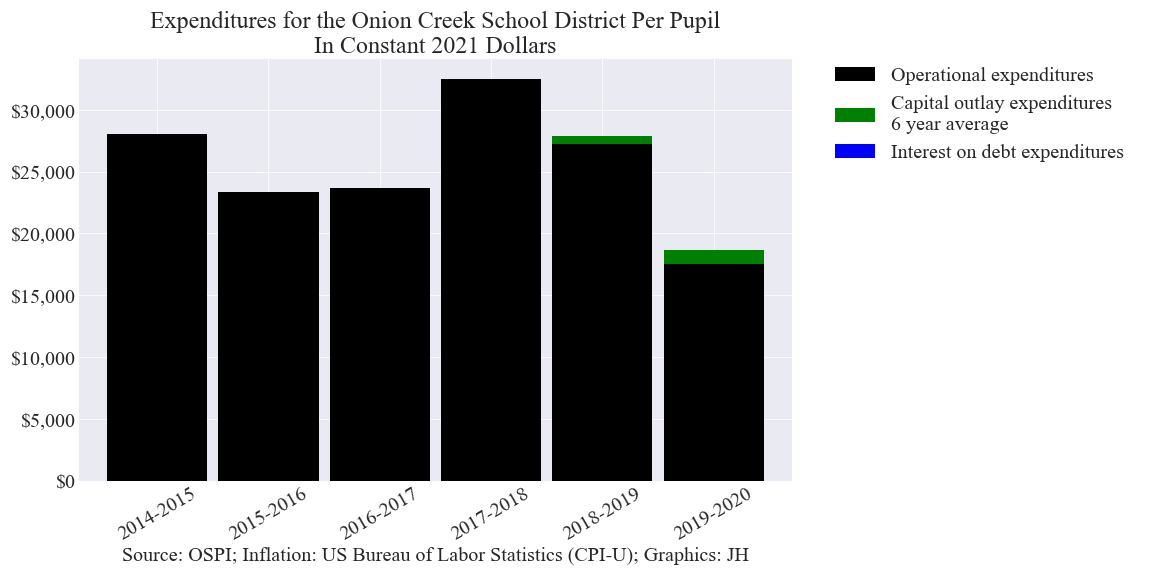 Expenditures for the Onion Creek School District Per Pupil
In Constant 2021 Dollars
Operational expenditures
Capital outlay expenditures
6 year average
Interest on debt expenditures
$30,000
$25,000
$20,000
$15,000
$10,000
$5,000
$0
2014-2015
2015-2016
2016-2017
2017-2018
2018-2019
2019-2020
Source: OSPI; Inflation: US Bureau of Labor Statistics (CPI-U); Graphics: JH